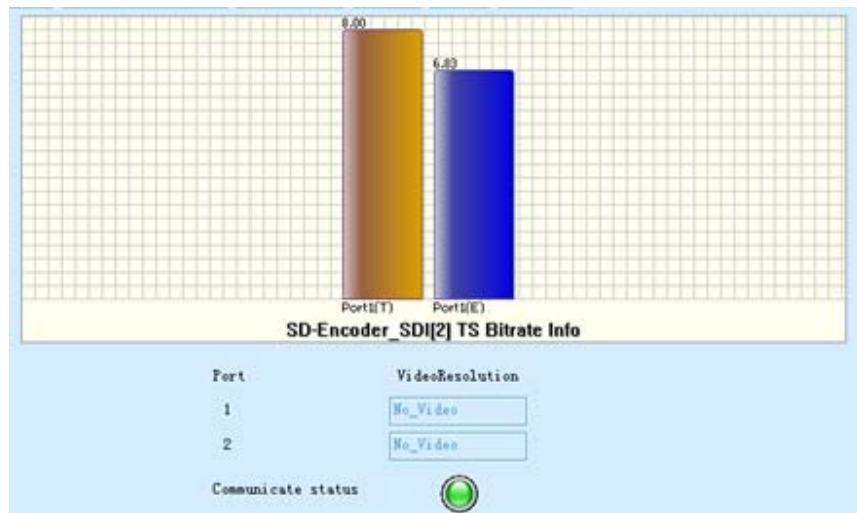 8.00
6.83
Port1(T) Port1(E)
SD-Encoder_SDI[2] TS Bitrate Info
Port VideoResolution
1 No_Video
2 No_Video
Communicate status